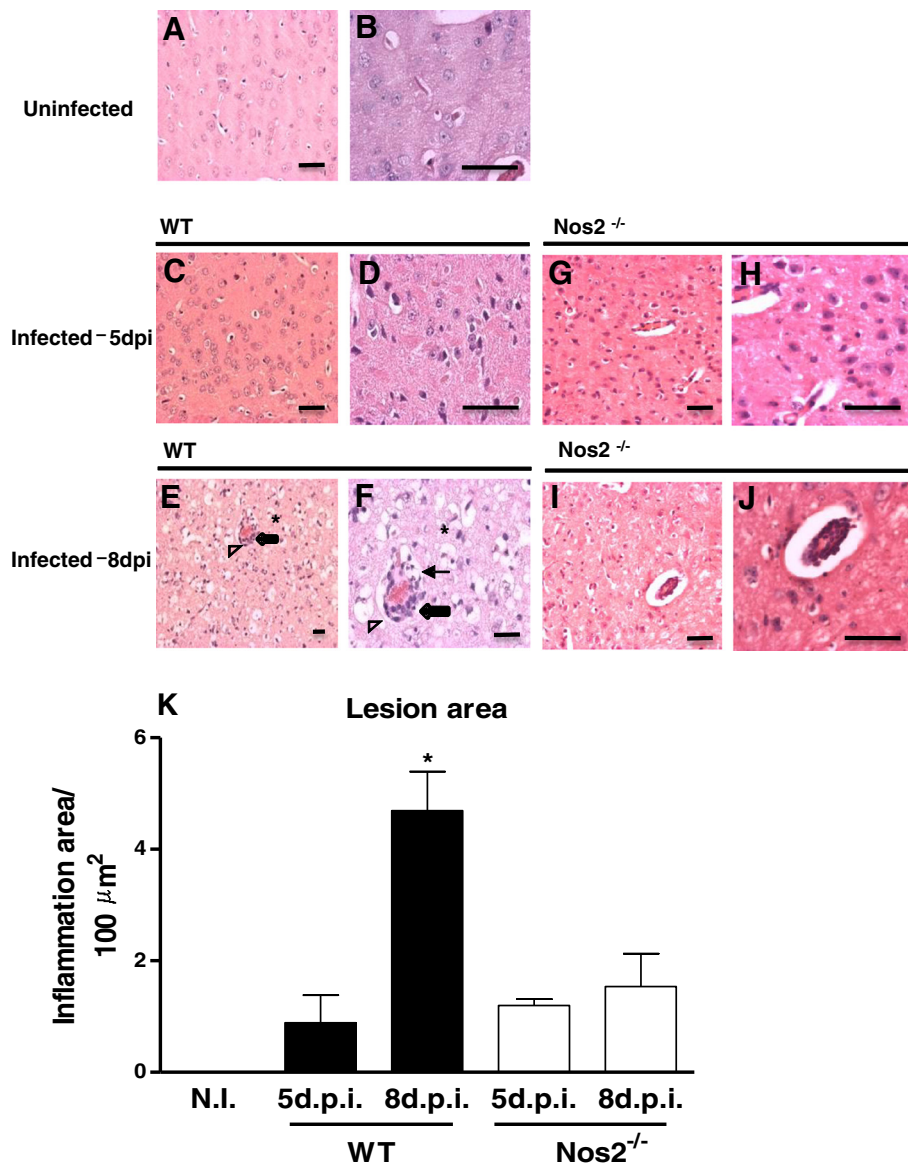 A B
Uninfected
WT Nos2 -/-
C D G H
Infected – 5dpi
WT Nos2 -/-
E F I J
* *
Infected –8dpi
K Lesion area
Inflammation area/
100 μm²
6
4
2
0
*
N.I. 5d.p.i. 8d.p.i. 5d.p.i. 8d.p.i.
WT Nos2-/-